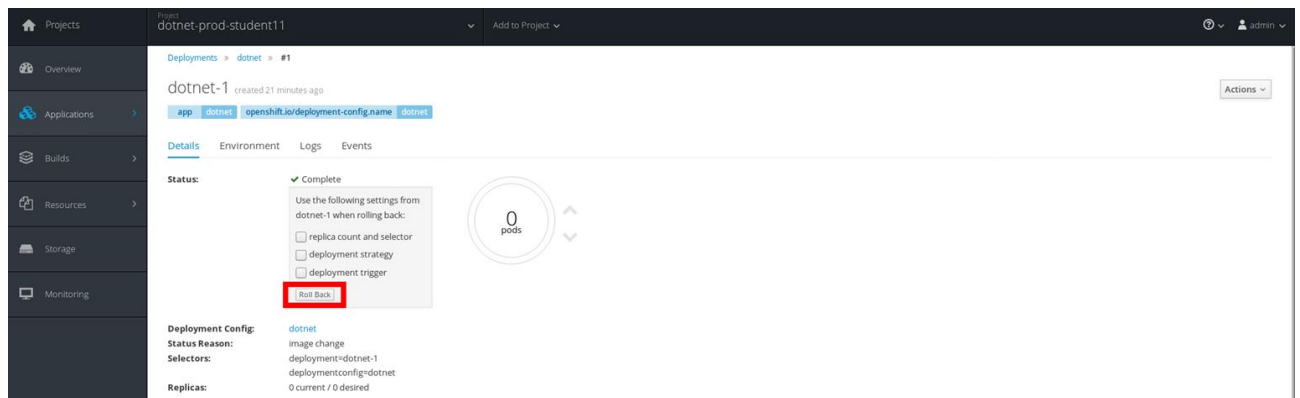 Projects
Project
dotnet-prod-student11
Add to Project
admin
Overview
Applications
Builds
Resources
Storage
Monitoring
Deployments » dotnet » #1
dotnet-1 created 21 minutes ago
Actions
app dotnet openshift.io/deployment-config.name dotnet
Details Environment Logs Events
Status: ✔ Complete
Use the following settings from
dotnet-1 when rolling back:
replica count and selector
deployment strategy
deployment trigger
Roll Back
0
pods
Deployment Config: dotnet
Status Reason: image change
Selectors: deployment=dotnet-1
deploymentconfig=dotnet
Replicas: 0 current / 0 desired